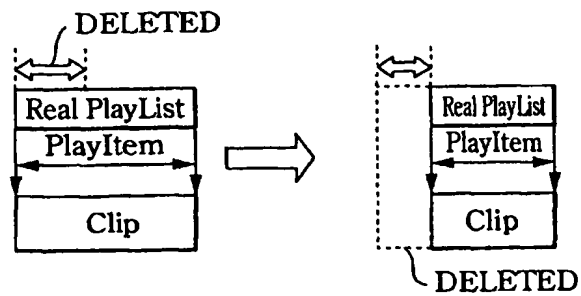 DELETED
Real PlayList
PlayItem
Clip
Real PlayList
PlayItem
Clip
DELETED